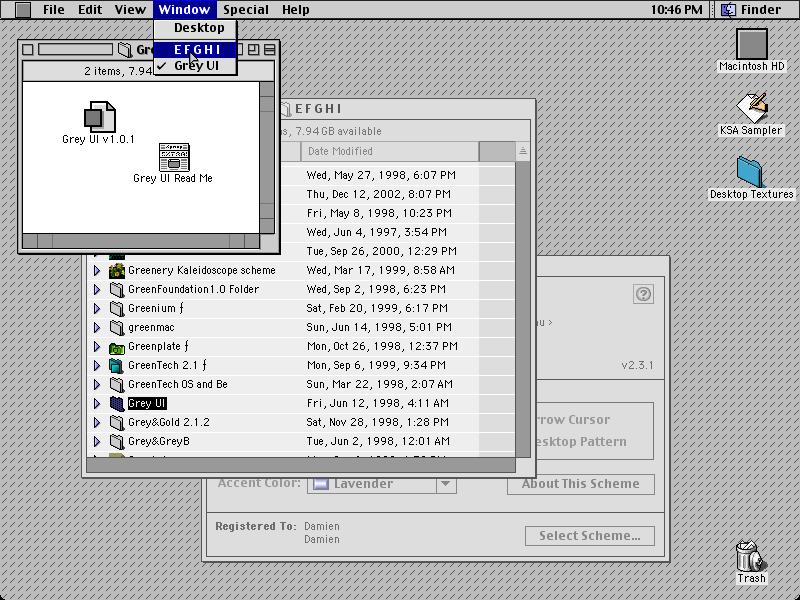 File Edit View Window Special Help 10:46 PM Finder
Desktop
E F G H I
✓ Grey UI
Gre
2 items, 7.94
Grey UI v1.0.1
Grey UI Read Me
Macintosh HD
KSA Sampler
Desktop Textures
Trash
E F G H I
s, 7.94 GB available
Date Modified
Wed, May 27, 1998, 6:07 PM
Thu, Dec 12, 2002, 8:07 PM
Fri, May 8, 1998, 10:23 PM
Wed, Jun 4, 1997, 3:54 PM
Tue, Sep 26, 2000, 12:29 PM
Greenery Kaleidoscope scheme Wed, Mar 17, 1999, 8:58 AM
GreenFoundation1.0 Folder Wed, Sep 2, 1998, 6:23 PM
Greenium ƒ Sat, Feb 20, 1999, 6:17 PM
greenmac Sun, Jun 14, 1998, 5:01 PM
Greenplate ƒ Mon, Oct 26, 1998, 12:37 PM
GreenTech 2.1 ƒ Mon, Sep 6, 1999, 9:34 PM
GreenTech OS and Be Sun, Mar 22, 1998, 2:07 AM
Grey UI Fri, Jun 12, 1998, 4:11 AM
Grey&Gold 2.1.2 Sat, Nov 28, 1998, 1:28 PM
Grey&GreyB Tue, Jun 2, 1998, 12:01 AM
?
nu >
v2.3.1
rrow Cursor
esktop Pattern
Accent Color: Lavender About This Scheme
Registered To: Damien
Damien
Select Scheme...